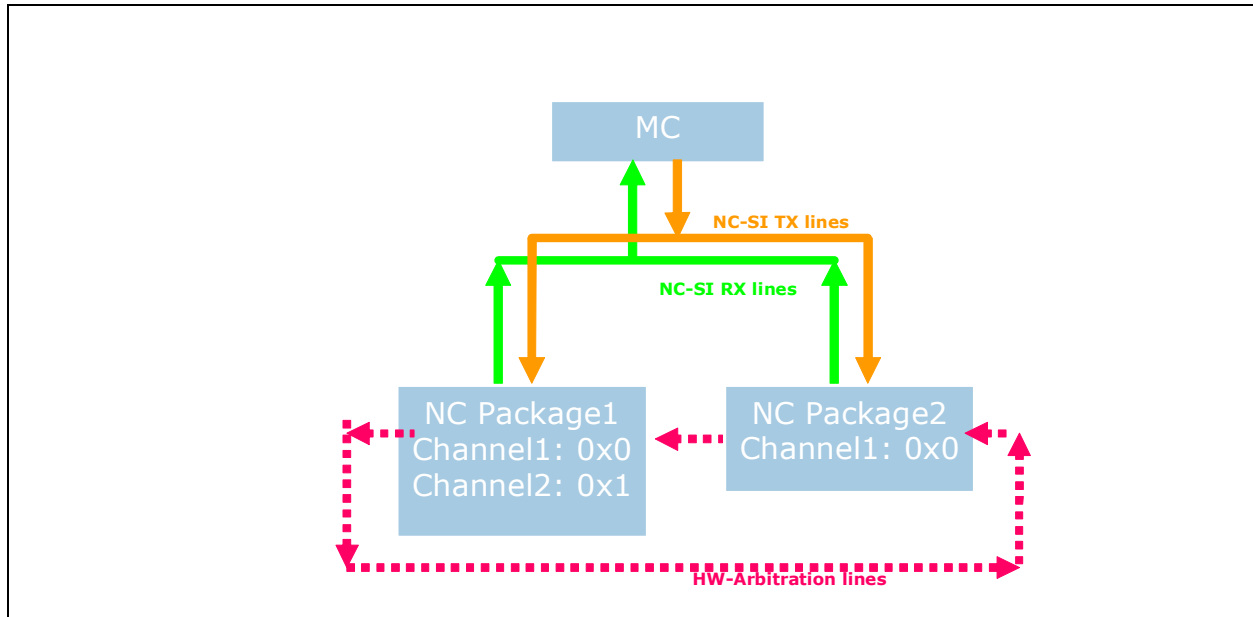 MC
NC-SI TX lines
NC-SI RX lines
NC Package1
Channel1: 0x0
Channel2: 0x1
NC Package2
Channel1: 0x0
HW-Arbitration lines